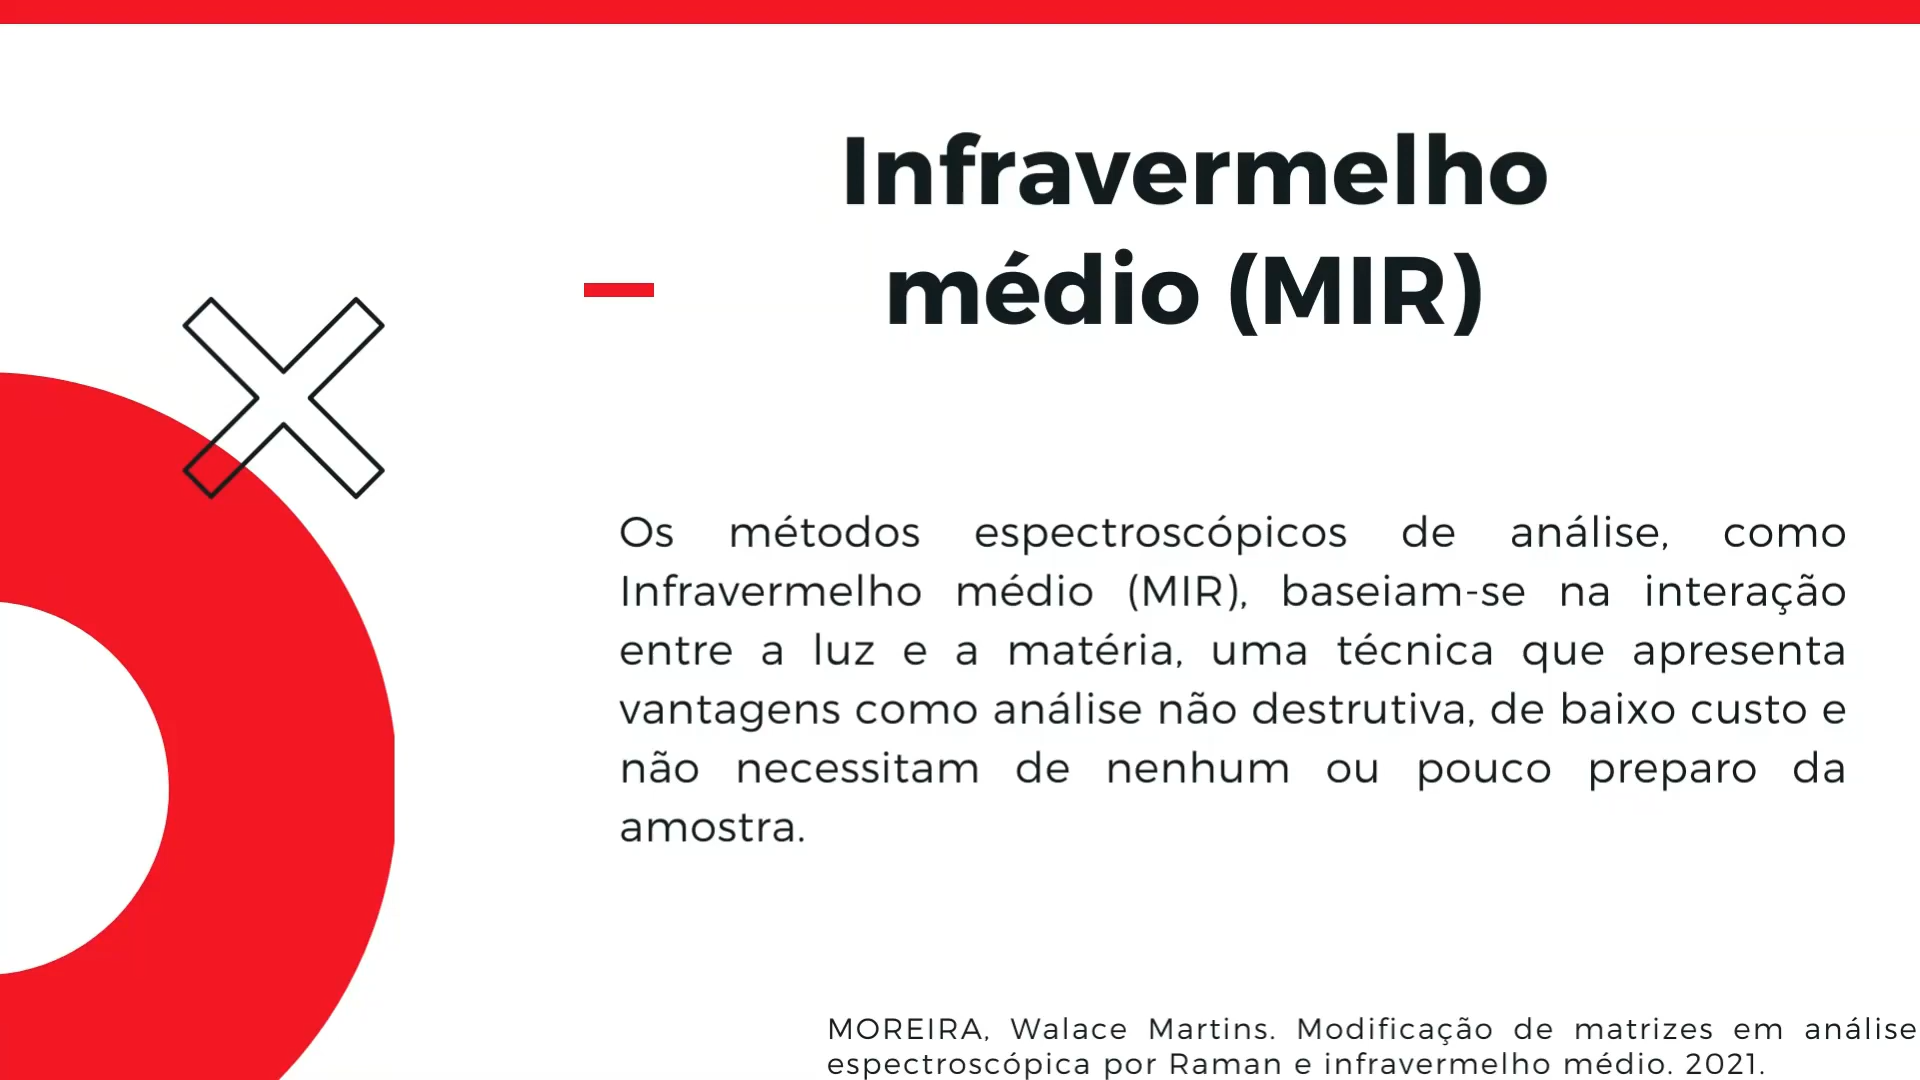 Infravermelho
médio (MIR)
Os métodos espectroscópicos de análise, como
Infravermelho médio (MIR), baseiam-se na interação
entre a luz e a matéria, uma técnica que apresenta
vantagens como análise não destrutiva, de baixo custo e
não necessitam de nenhum ou pouco preparo da
amostra.
MOREIRA, Walace Martins. Modificação de matrizes em análise
espectroscópica por Raman e infravermelho médio. 2021.